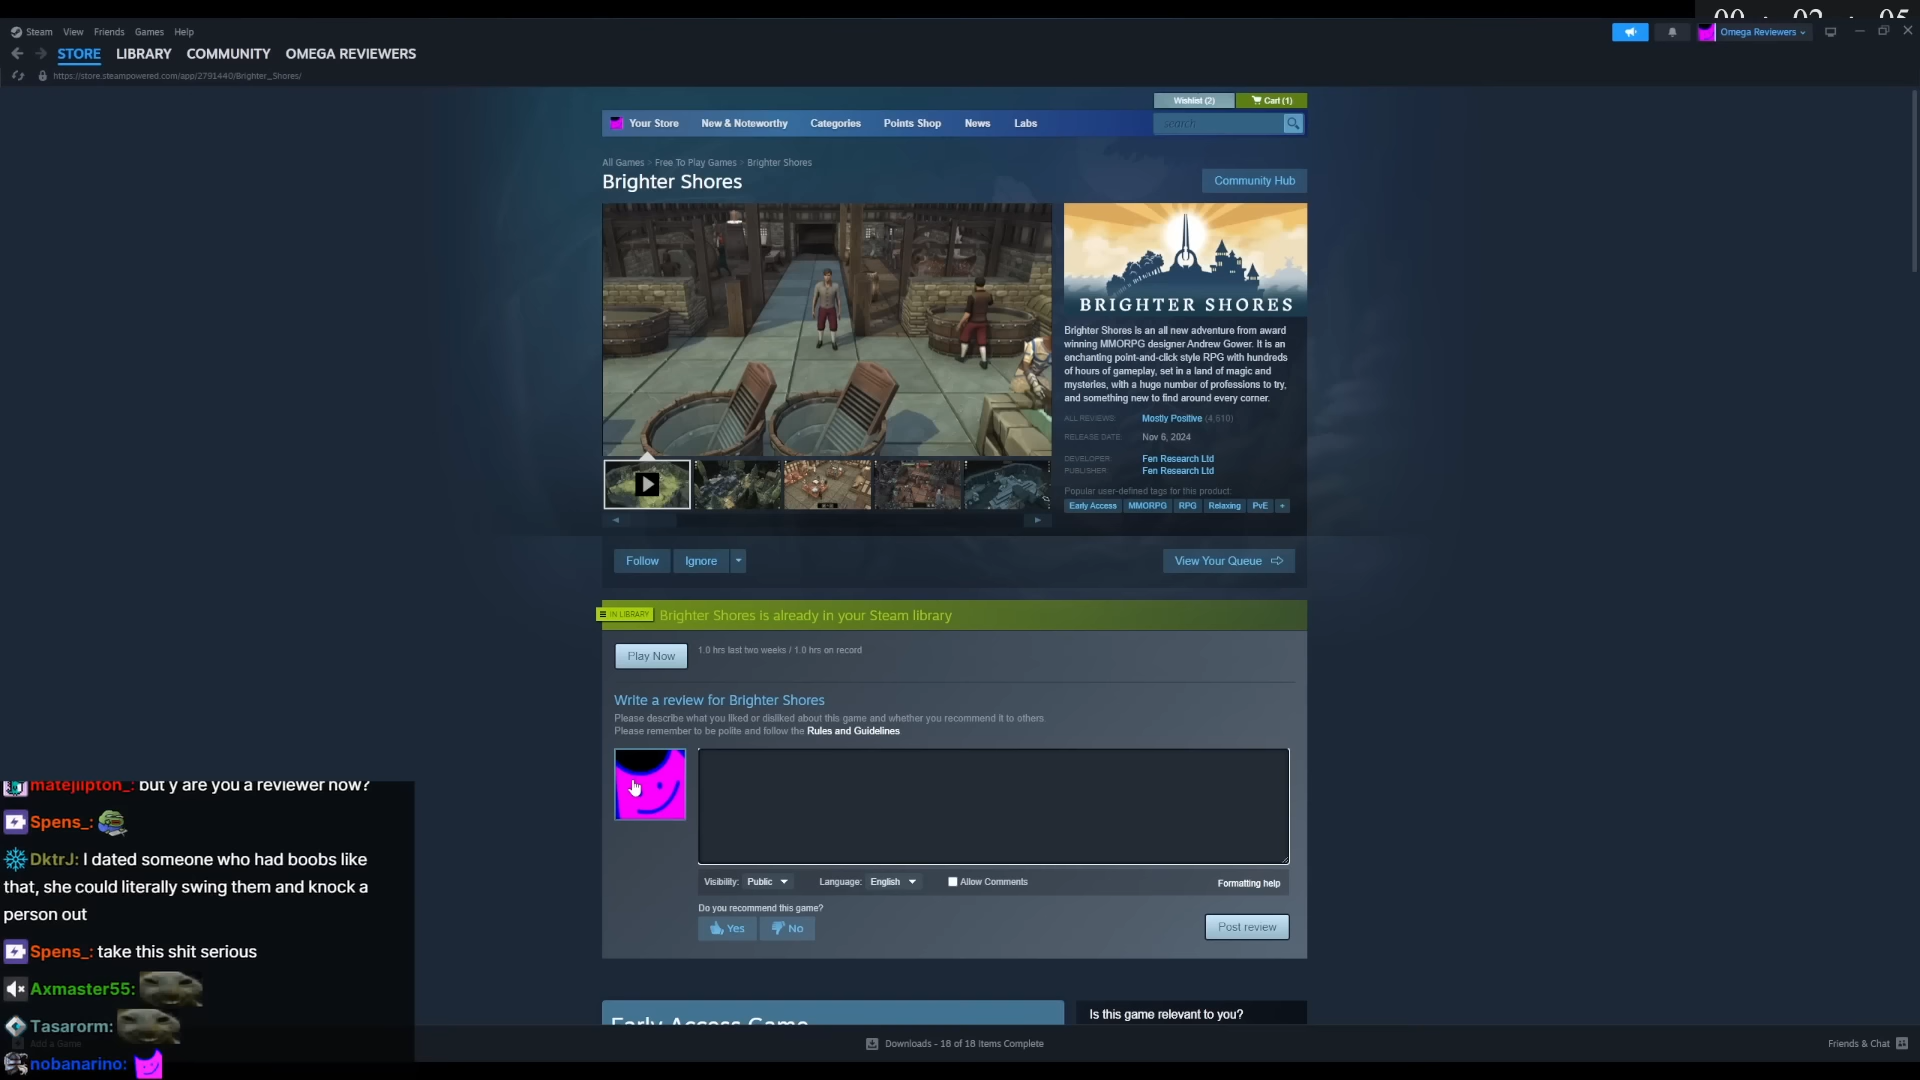 Steam View Friends Games Help
Omega Reviewers
STORE LIBRARY COMMUNITY OMEGA REVIEWERS
https://store.steampowered.com/app/2791440/Brighter_Shores/
Wishlist (2) Cart (1)
Your Store New & Noteworthy Categories Points Shop News Labs search
All Games > Free To Play Games > Brighter Shores
Brighter Shores
Community Hub
BRIGHTER SHORES
Brighter Shores is an all new adventure from award
winning MMORPG designer Andrew Gower. It is an
enchanting point-and-click style RPG with hundreds
of hours of gameplay, set in a land of magic and
mysteries, with a huge number of professions to try,
and something new to find around every corner.
ALL REVIEWS: Mostly Positive (4,610)
RELEASE DATE: Nov 6, 2024
DEVELOPER: Fen Research Ltd
PUBLISHER: Fen Research Ltd
Popular user-defined tags for this product:
Early Access MMORPG RPG Relaxing PvE +
Follow Ignore View Your Queue
IN LIBRARY Brighter Shores is already in your Steam library
Play Now 1.0 hrs last two weeks / 1.0 hrs on record
Write a review for Brighter Shores
Please describe what you liked or disliked about this game and whether you recommend it to others.
Please remember to be polite and follow the Rules and Guidelines
Visibility: Public Language: English Allow Comments Formatting help
Do you recommend this game?
Yes No Post review
Early Access Game
Is this game relevant to you?
matejlipton_: but y are you a reviewer now?
Spens_:
DktrJ: I dated someone who had boobs like
that, she could literally swing them and knock a
person out
Spens_: take this shit serious
Axmaster55:
Tasarorm:
nobanarino:
Add a Game
Downloads - 18 of 18 Items Complete
Friends & Chat